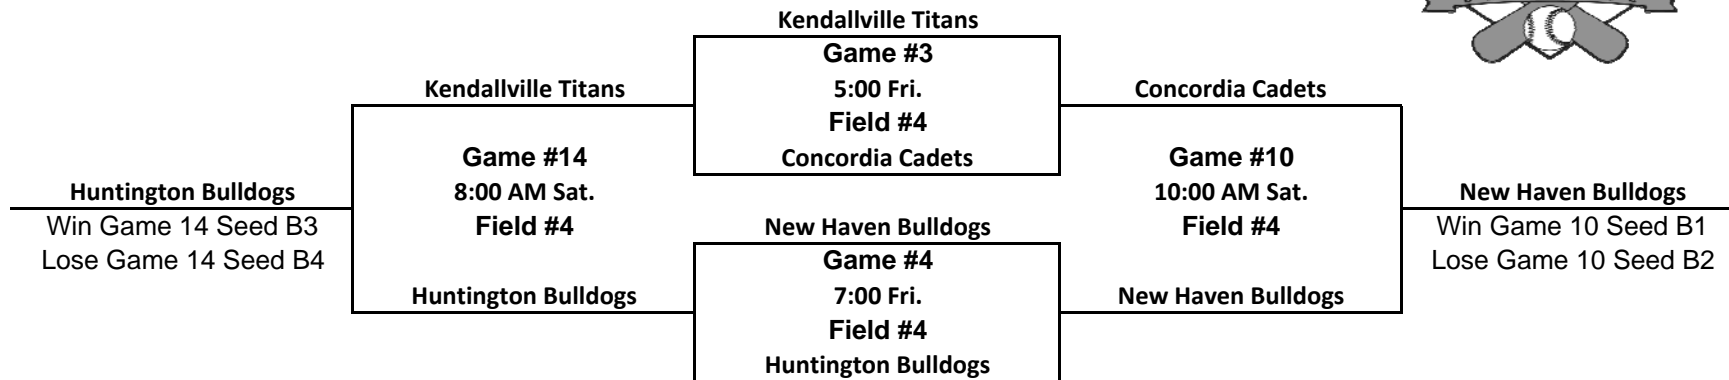 Kendallville Titans
Game #3
Kendallville Titans
5:00 Fri.
Concordia Cadets
Field #4
Game #14
Concordia Cadets
Game #10
Huntington Bulldogs
8:00 AM Sat.
10:00 AM Sat.
New Haven Bulldogs
Win Game 14 Seed B3
Field #4
New Haven Bulldogs
Field #4
Win Game 10 Seed B1
Lose Game 14 Seed B4
Game #4
Lose Game 10 Seed B2
Huntington Bulldogs
7:00 Fri.
New Haven Bulldogs
Field #4
Huntington Bulldogs